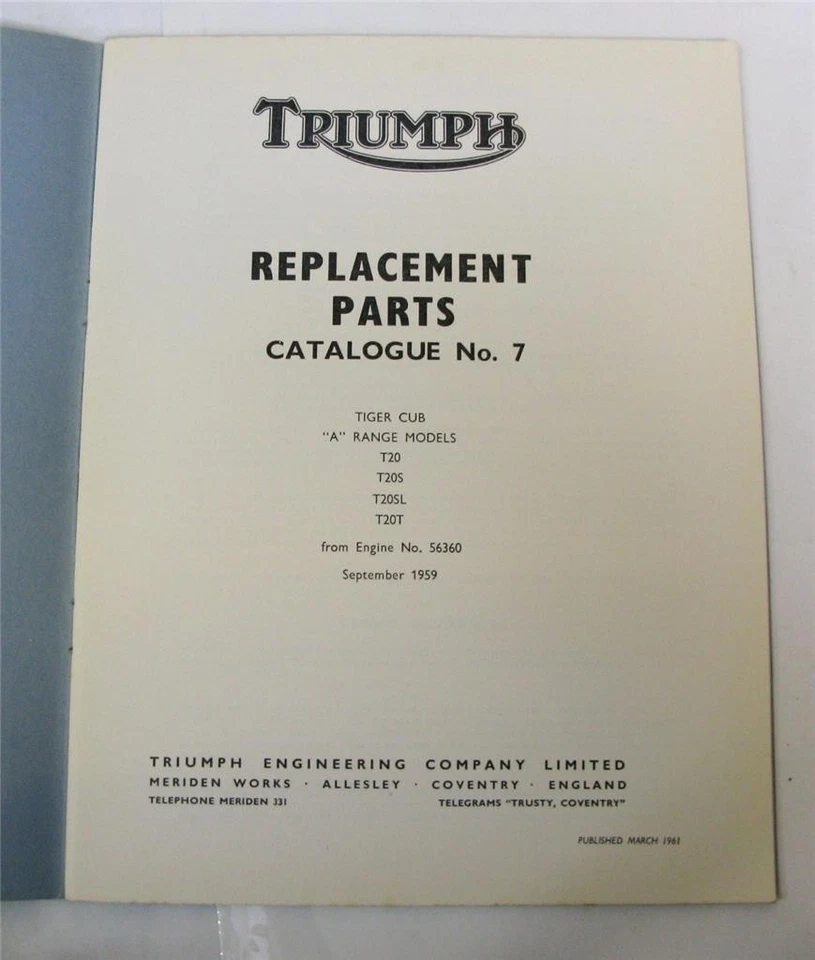 TRIUMPH
REPLACEMENT
PARTS
CATALOGUE No. 7
TIGER CUB
"A" RANGE MODELS
T20
T20S
T20SL
T20T
from Engine No. 56360
September 1959
TRIUMPH ENGINEERING COMPANY LIMITED
MERIDEN WORKS · ALLESLEY · COVENTRY · ENGLAND
TELEPHONE MERIDEN 331 TELEGRAMS "TRUSTY, COVENTRY"
PUBLISHED MARCH 1961